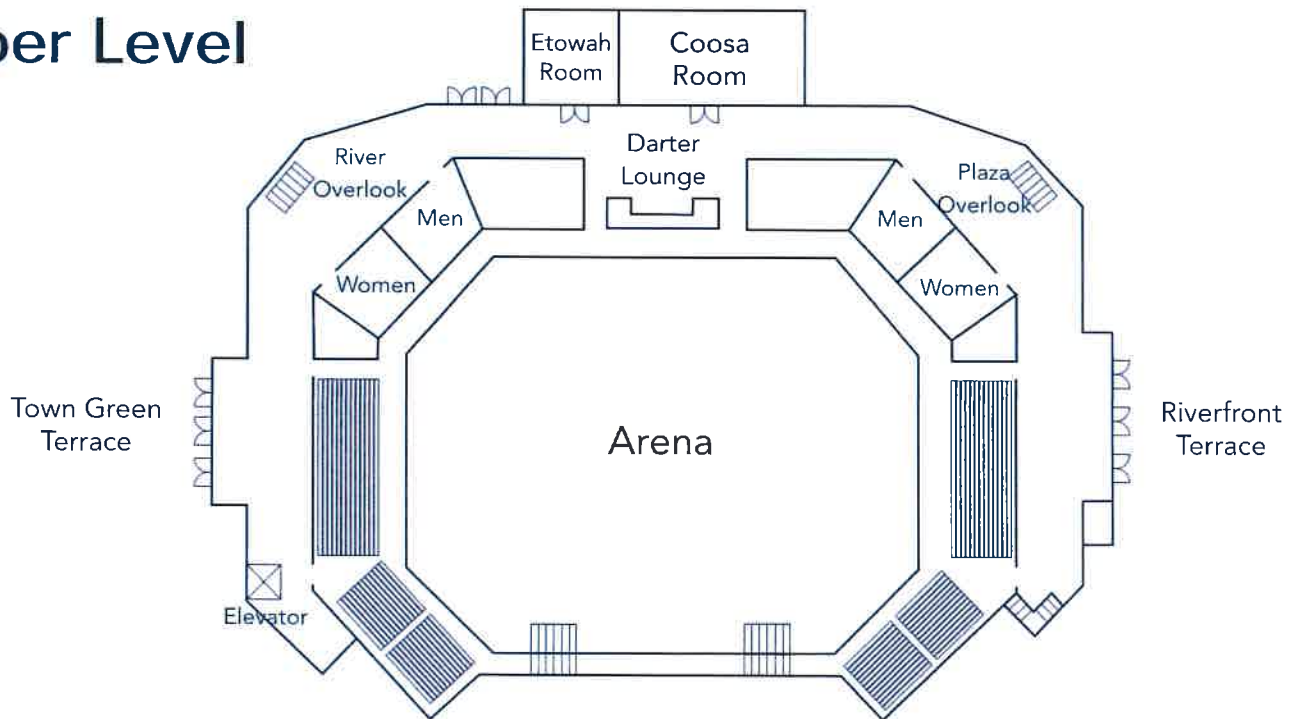 per Level
Etowah
Room
Coosa
Room
River
Overlook
Darter
Lounge
Plaza
Overlook
Men
Men
Women
Women
Town Green
Terrace
Arena
Riverfront
Terrace
Elevator